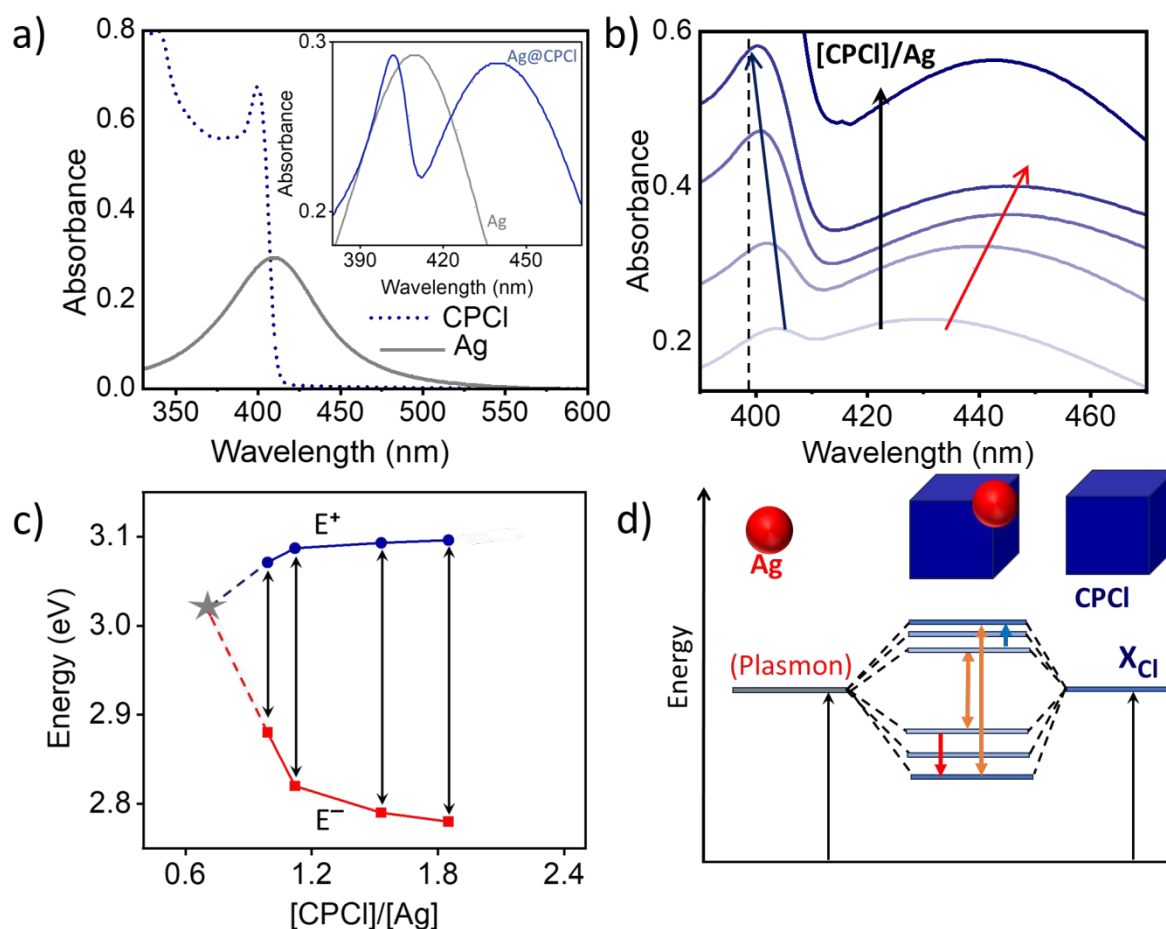 a)
0.8
0.6
0.4
0.2
0.0
Absorbance
350 400 450 500 550 600
Wavelength (nm)
CPCl
Ag
0.3
0.2
Absorbance
Ag@CPCl
Ag
390 420 450
Wavelength (nm)
b)
0.6
0.4
0.2
Absorbance
[CPCl]/Ag
400 420 440 460
Wavelength (nm)
c)
3.1
3.0
2.9
2.8
Energy (eV)
E+
E−
0.6 1.2 1.8 2.4
[CPCl]/[Ag]
d)
Energy
Ag
CPCl
(Plasmon)
XCl